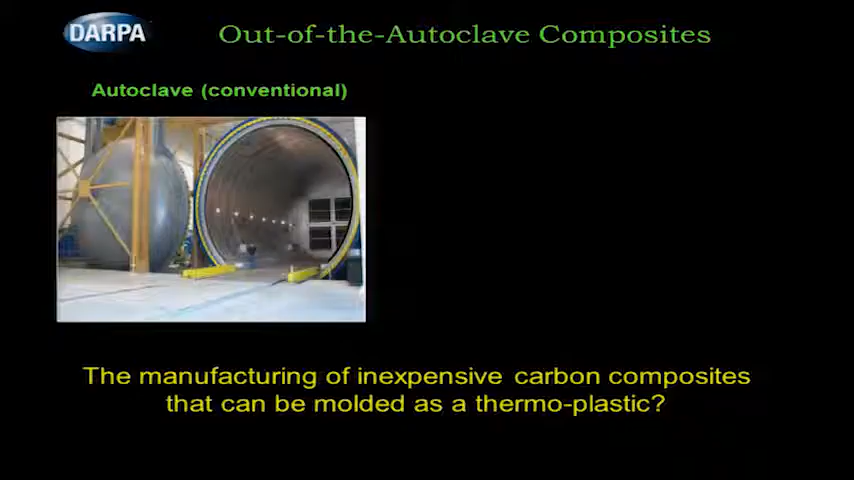 DARPA
Out-of-the-Autoclave Composites
Autoclave (conventional)
The manufacturing of inexpensive carbon composites
that can be molded as a thermo-plastic?